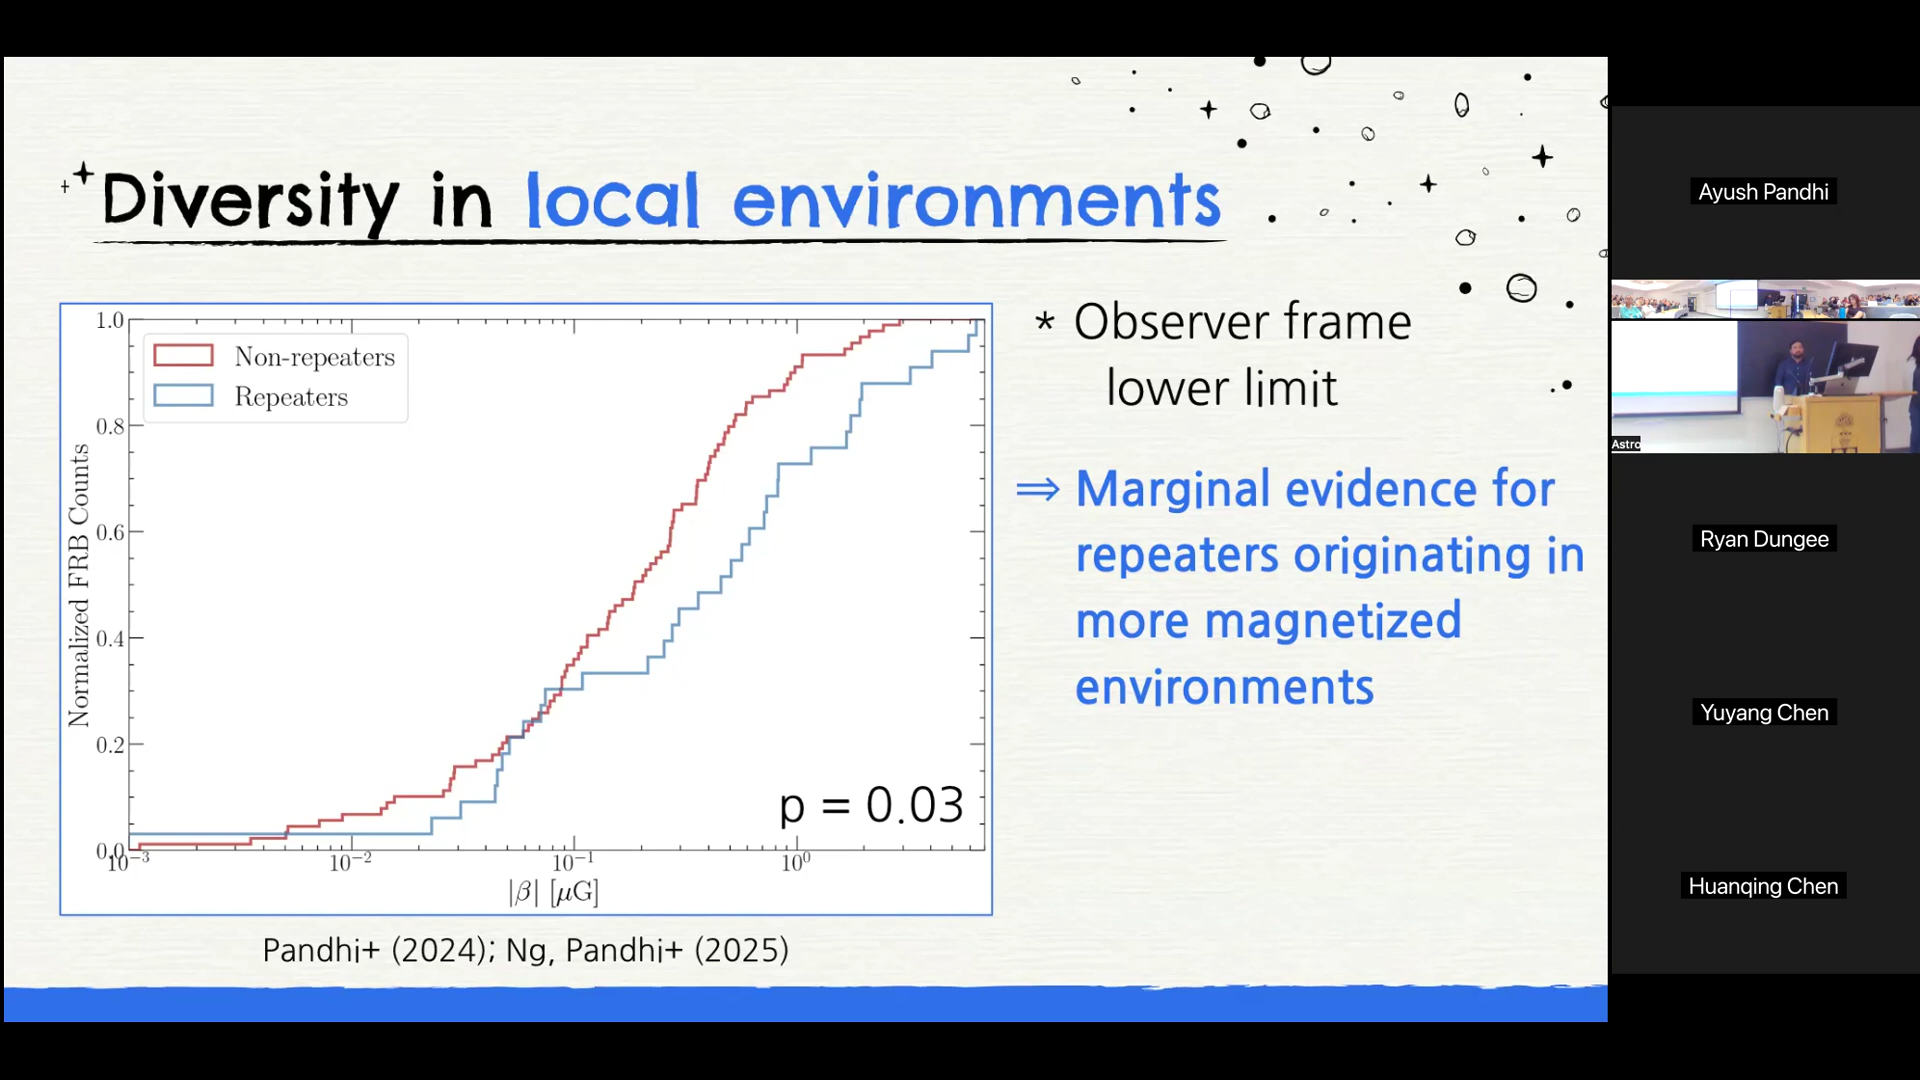 Diversity in local environments
Non-repeaters
Repeaters
Normalized FRB Counts
1.0
0.8
0.6
0.4
0.2
0.0
10⁻³
10⁻²
10⁻¹
10⁰
|β| [μG]
p = 0.03
Pandhi+ (2024); Ng, Pandhi+ (2025)
* Observer frame
lower limit
⇒ Marginal evidence for
repeaters originating in
more magnetized
environments
Ayush Pandhi
Astro
Ryan Dungee
Yuyang Chen
Huanqing Chen